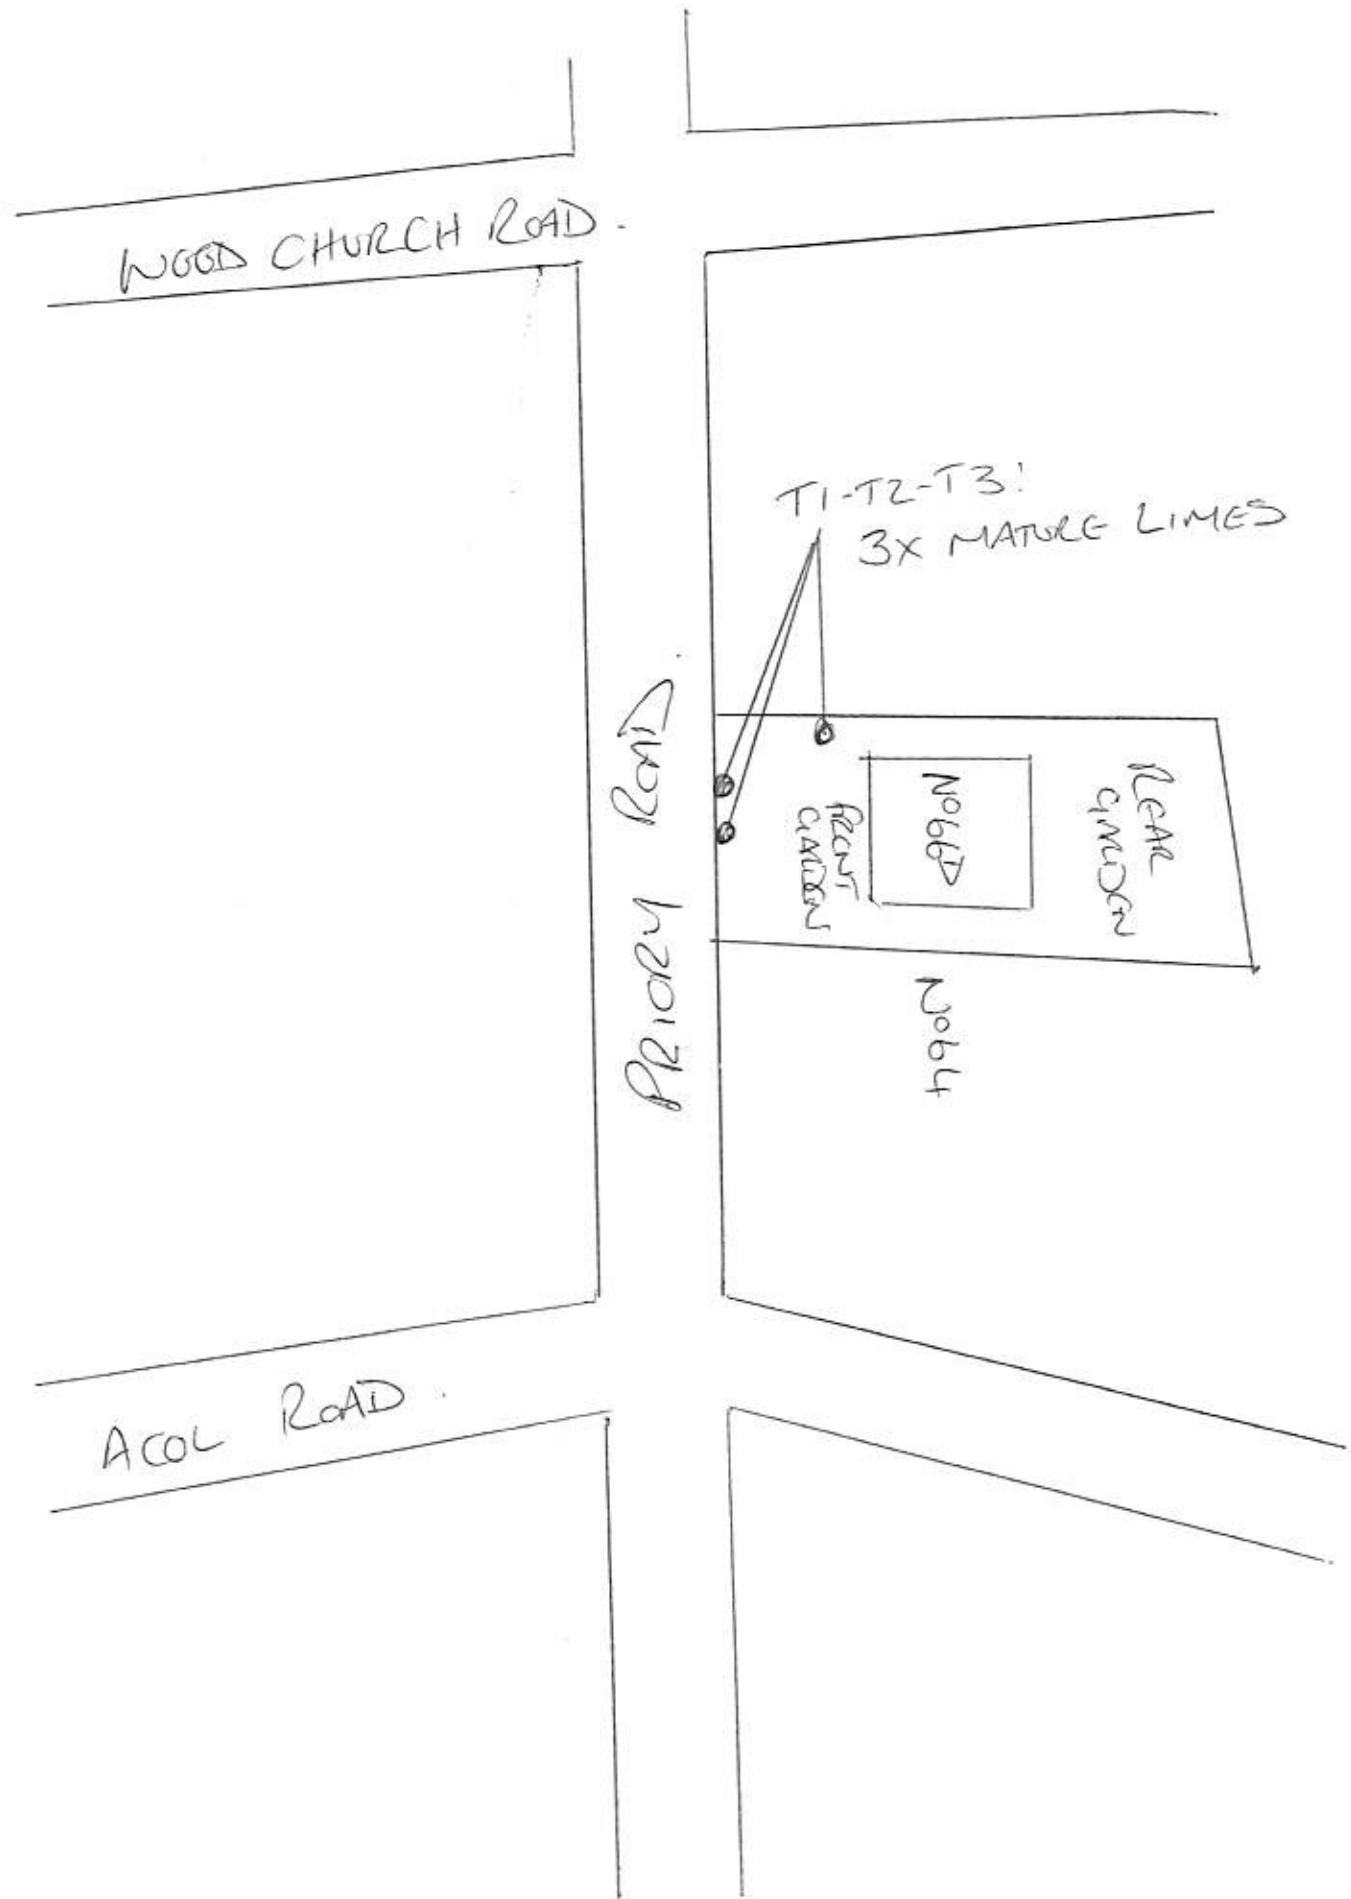 WOOD CHURCH ROAD.
T1-T2-T3:
3X MATURE LIMES
PRIORY ROAD.
FRONT
GARDEN
No66D
REAR
GARDEN
No64
ACOL ROAD.